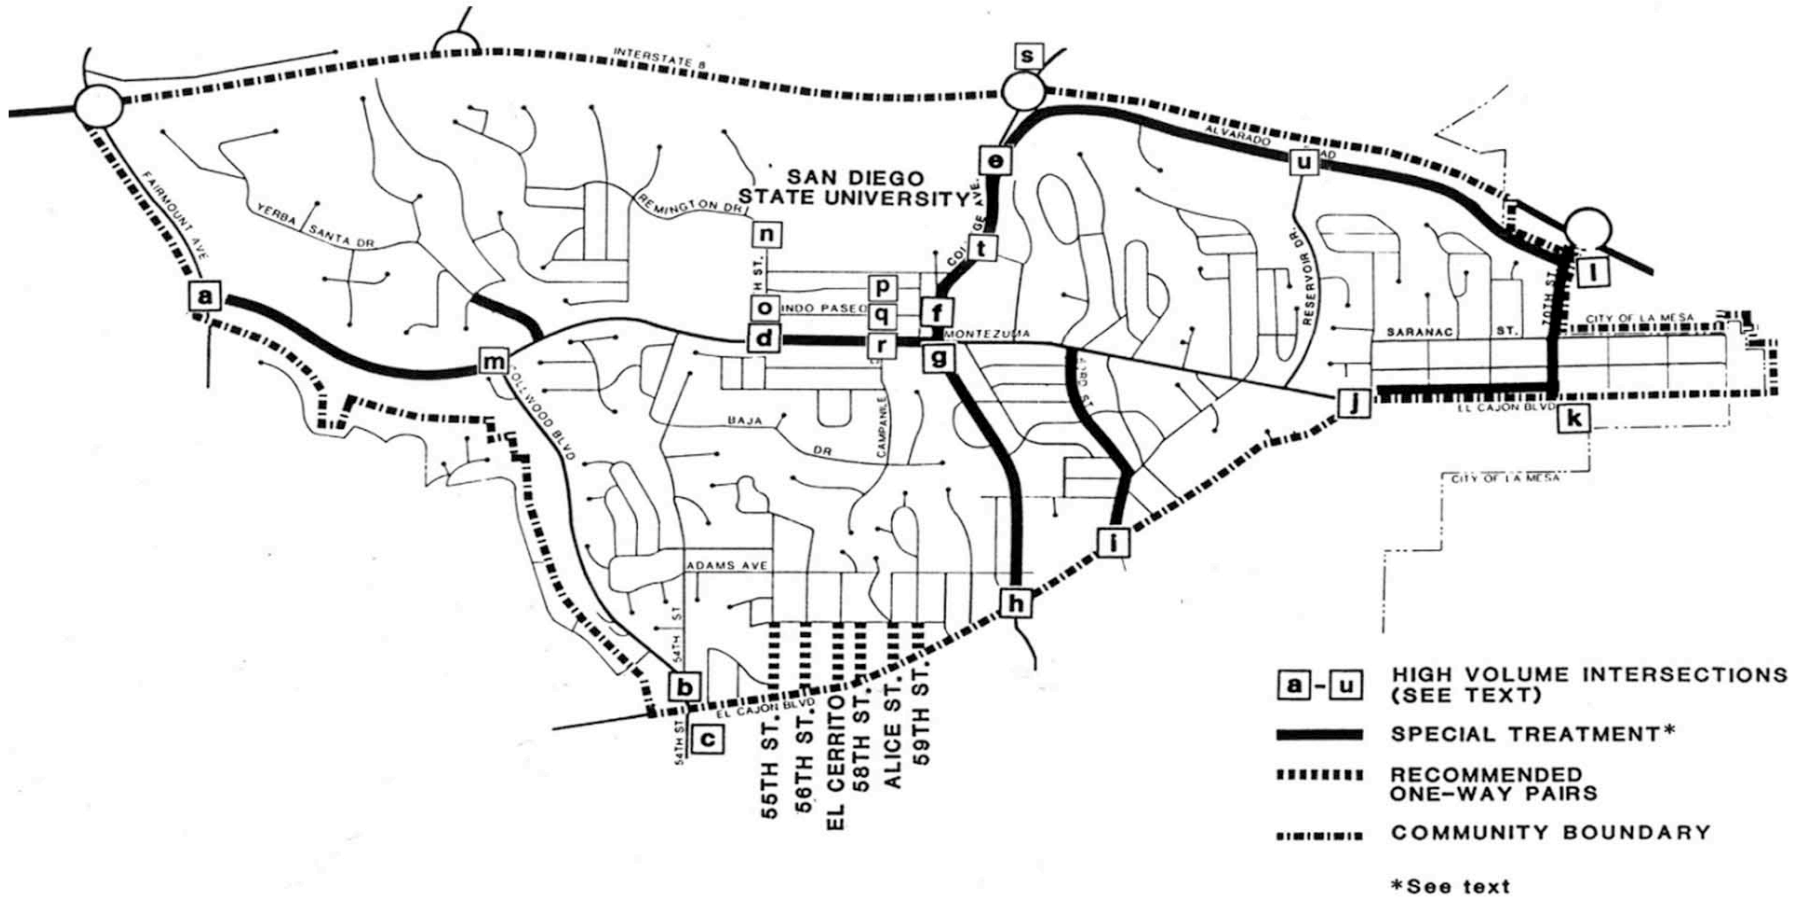 s
INTERSTATE 8
ALVARADO
u
AD
e
SAN DIEGO
STATE UNIVERSITY
FAIRMOUNT AVE
YERBA
SANTA DR
REMINGTON DR.
n
t
RESERVOIR DR.
l
70TH ST.
a
H ST.
p
o
INDO PASEO
q
f
CITY OF LA MESA
MONTEZUMA
SARANAC
ST.
d
r
g
m
COLLWOOD BLVD
j
EL CAJON BLVD
k
BAJA
DR
CAMPANILE
CITY OF LA MESA
i
ADAMS AVE
h
54TH ST
b
EL CAJON BLVD
54TH ST
c
55TH ST.
56TH ST.
EL CERRITO
58TH ST.
ALICE ST.
59TH ST.
a - u HIGH VOLUME INTERSECTIONS
(SEE TEXT)
SPECIAL TREATMENT*
RECOMMENDED
ONE-WAY PAIRS
COMMUNITY BOUNDARY
*See text